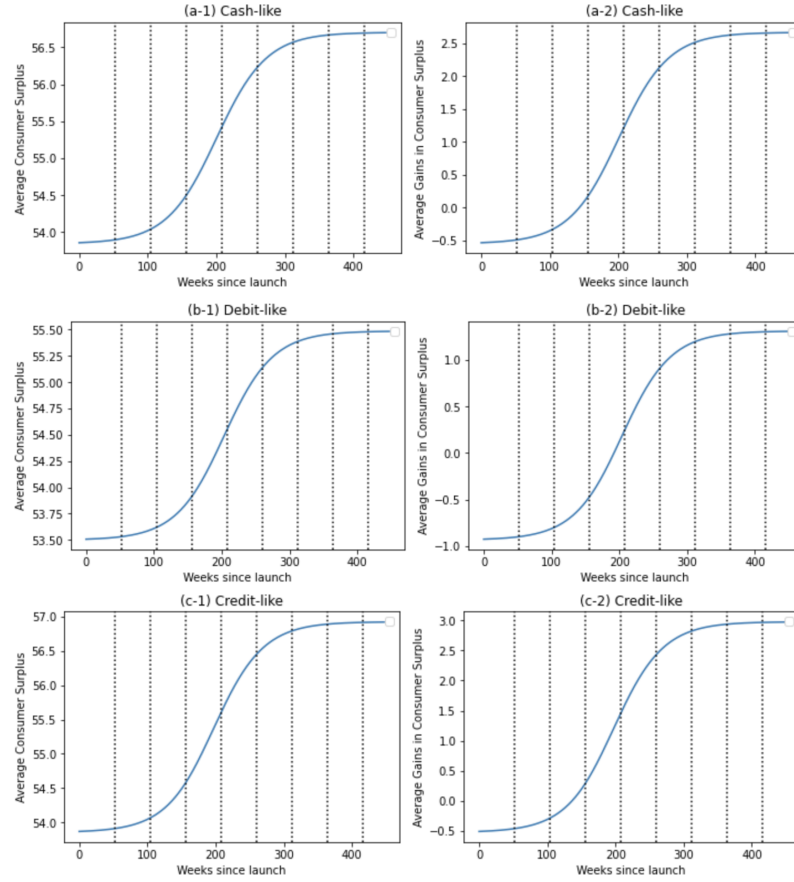 (a-1) Cash-like
Average Consumer Surplus
56.5
56.0
55.5
55.0
54.5
54.0
0 100 200 300 400
Weeks since launch
(a-2) Cash-like
Average Gains in Consumer Surplus
2.5
2.0
1.5
1.0
0.5
0.0
−0.5
0 100 200 300 400
Weeks since launch
(b-1) Debit-like
Average Consumer Surplus
55.50
55.25
55.00
54.75
54.50
54.25
54.00
53.75
53.50
0 100 200 300 400
Weeks since launch
(b-2) Debit-like
Average Gains in Consumer Surplus
1.0
0.5
0.0
−0.5
−1.0
0 100 200 300 400
Weeks since launch
(c-1) Credit-like
Average Consumer Surplus
57.0
56.5
56.0
55.5
55.0
54.5
54.0
0 100 200 300 400
Weeks since launch
(c-2) Credit-like
Average Gains in Consumer Surplus
3.0
2.5
2.0
1.5
1.0
0.5
0.0
−0.5
0 100 200 300 400
Weeks since launch